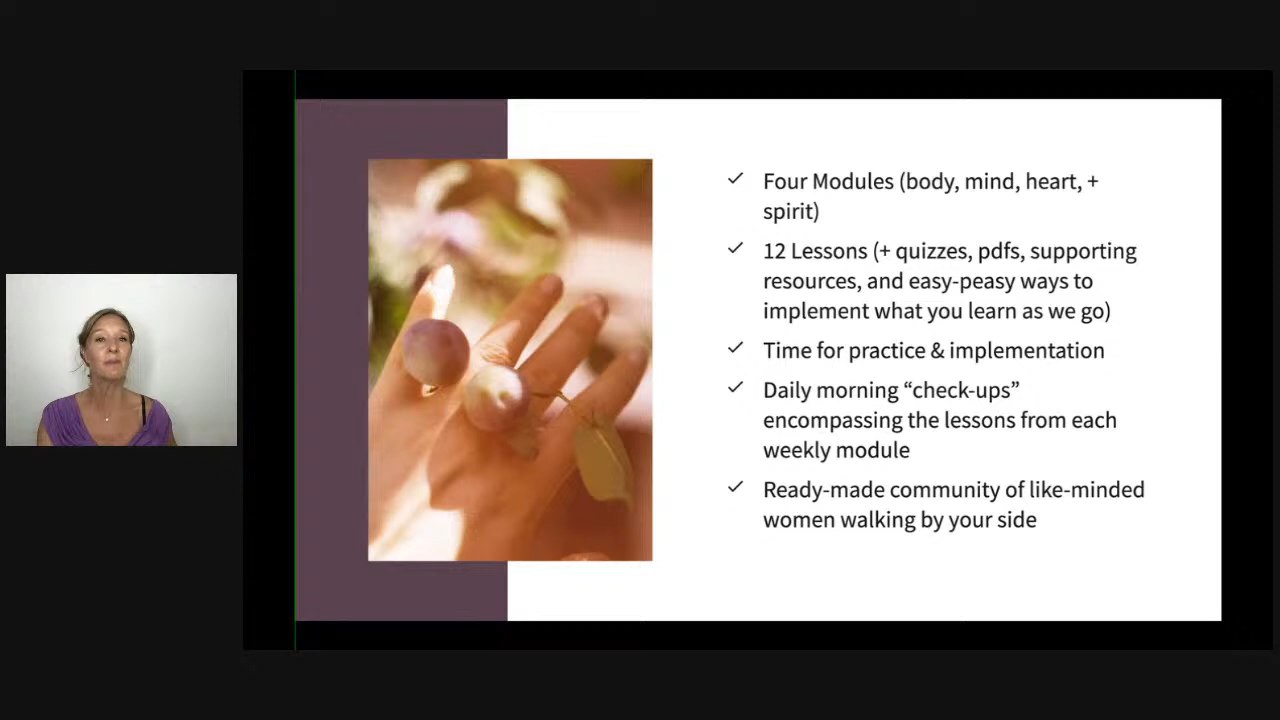 Four Modules (body, mind, heart, +
spirit)
12 Lessons (+ quizzes, pdfs, supporting
resources, and easy-peasy ways to
implement what you learn as we go)
Time for practice & implementation
Daily morning “check-ups”
encompassing the lessons from each
weekly module
Ready-made community of like-minded
women walking by your side